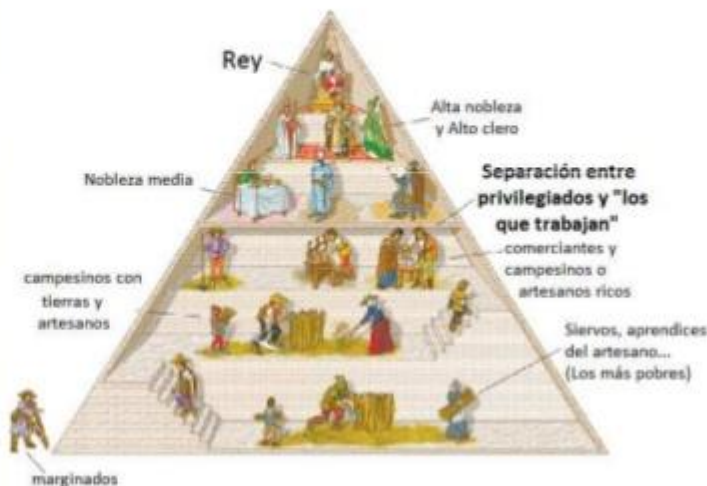 Rey
Alta nobleza
y Alto clero
Nobleza media
Separación entre
privilegiados y "los
que trabajan"
comerciantes y
campesinos o
artesanos ricos
campesinos con
tierras y
artesanos
Siervos, aprendices
del artesano...
(Los más pobres)
marginados